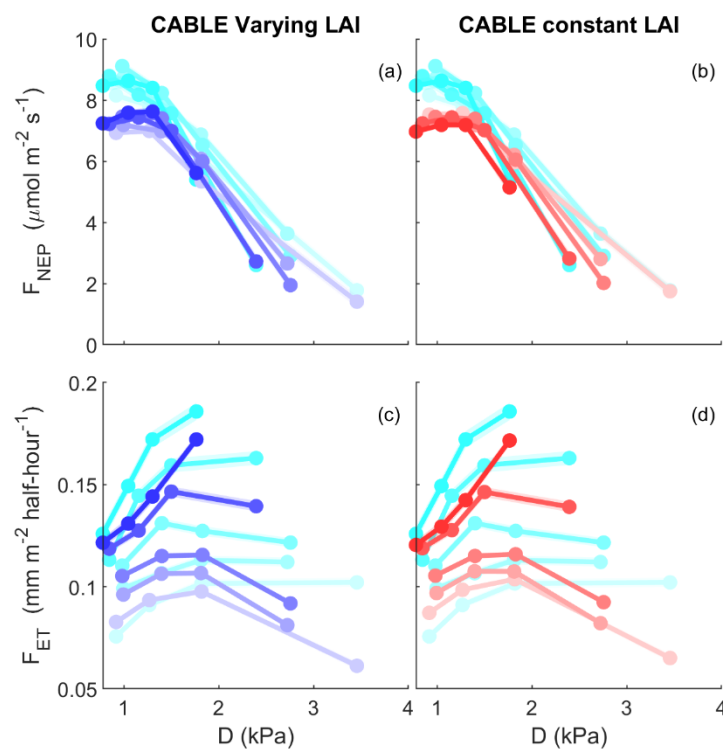 CABLE Varying LAI
CABLE constant LAI
10
8
6
4
2
0
F_NEP (μmol m⁻² s⁻¹)
(a)
(b)
0.2
0.15
0.1
0.05
F_ET (mm m⁻² half-hour⁻¹)
(c)
(d)
1 2 3 4
D (kPa)
1 2 3 4
D (kPa)